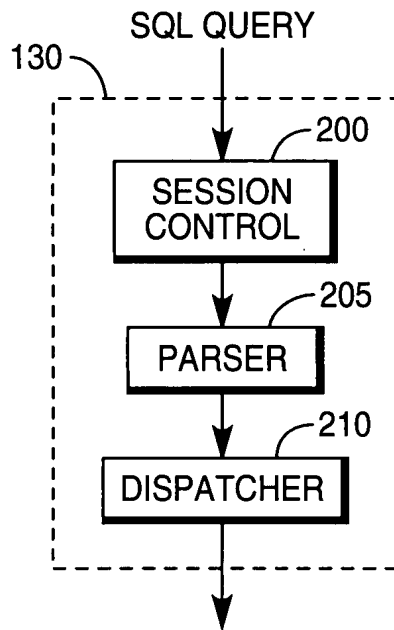 SQL QUERY
130
200
SESSION
CONTROL
205
PARSER
210
DISPATCHER